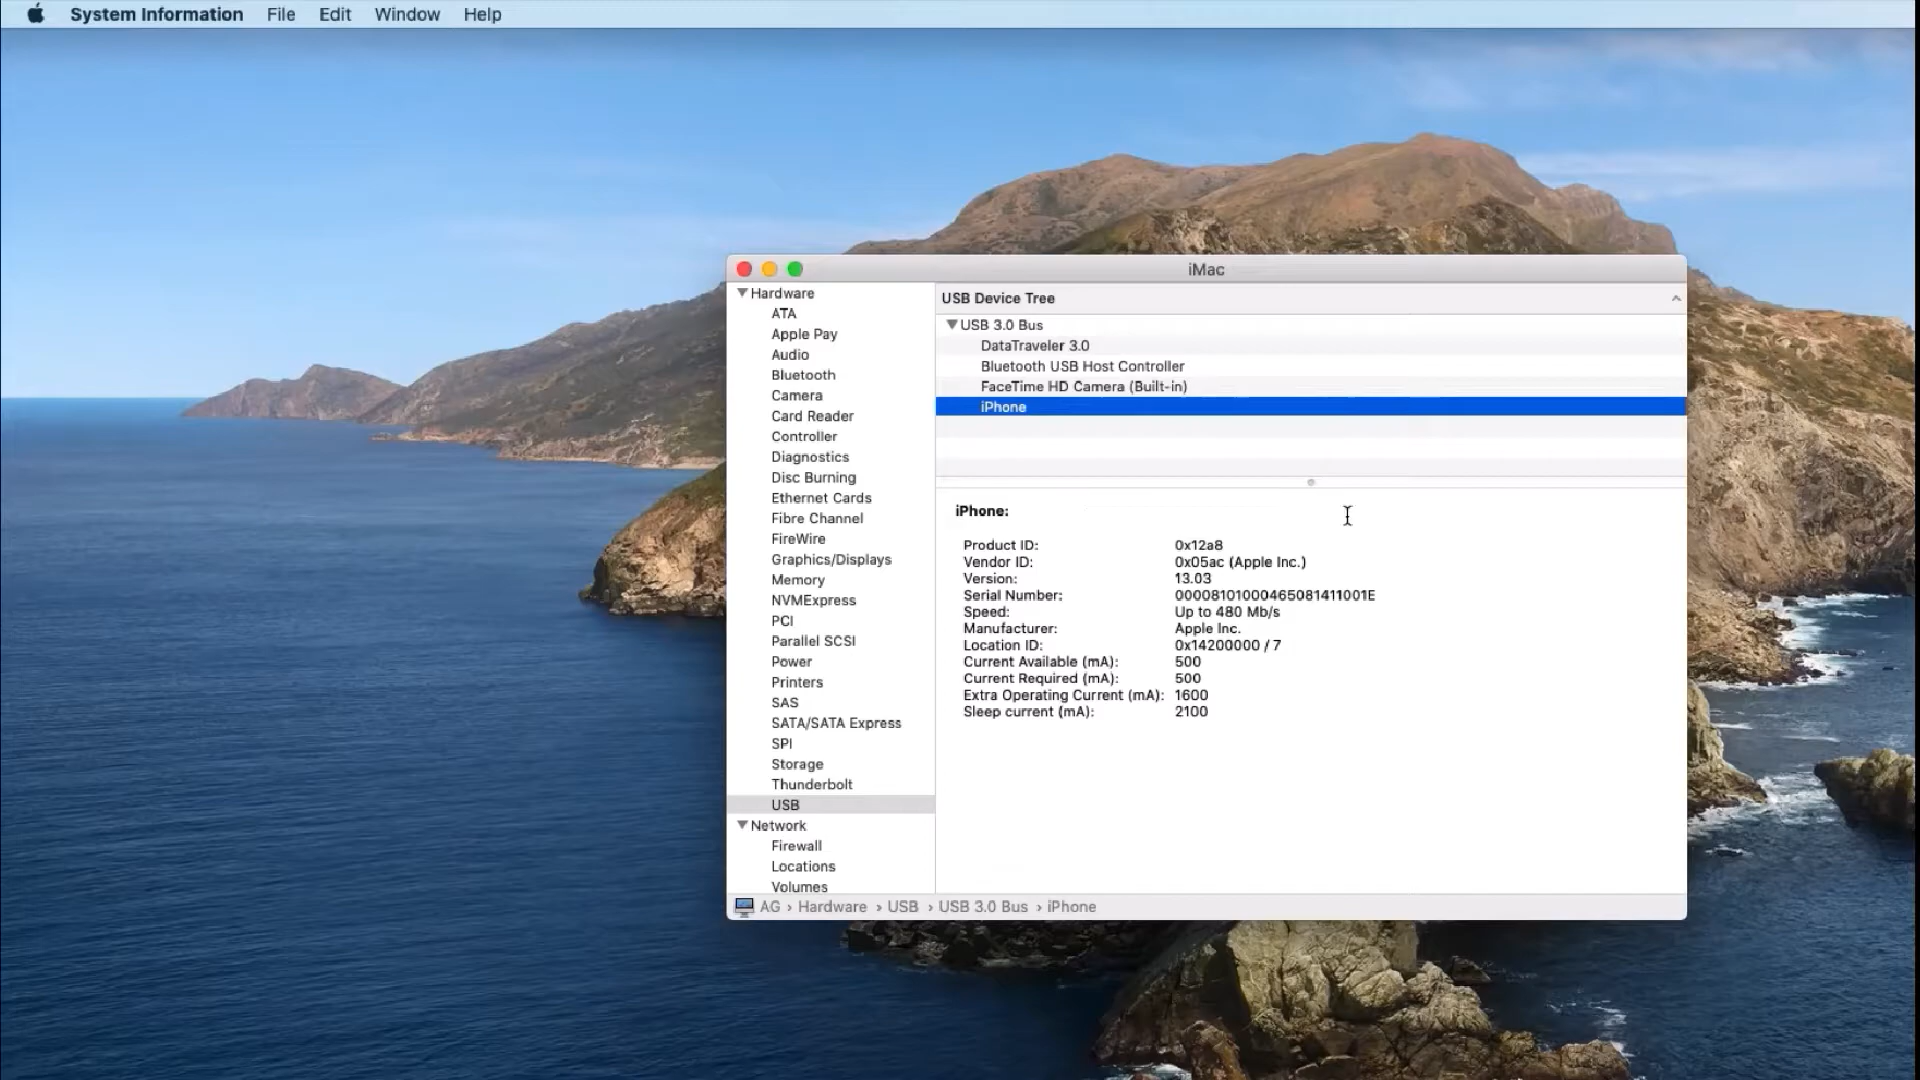 System Information File Edit Window Help
iMac
Hardware
ATA
Apple Pay
Audio
Bluetooth
Camera
Card Reader
Controller
Diagnostics
Disc Burning
Ethernet Cards
Fibre Channel
FireWire
Graphics/Displays
Memory
NVMExpress
PCI
Parallel SCSI
Power
Printers
SAS
SATA/SATA Express
SPI
Storage
Thunderbolt
USB
Network
Firewall
Locations
Volumes
USB Device Tree
USB 3.0 Bus
DataTraveler 3.0
Bluetooth USB Host Controller
FaceTime HD Camera (Built-in)
iPhone
iPhone:
Product ID: 0x12a8
Vendor ID: 0x05ac (Apple Inc.)
Version: 13.03
Serial Number: 00008101000465081411001E
Speed: Up to 480 Mb/s
Manufacturer: Apple Inc.
Location ID: 0x14200000 / 7
Current Available (mA): 500
Current Required (mA): 500
Extra Operating Current (mA): 1600
Sleep current (mA): 2100
AG › Hardware › USB › USB 3.0 Bus › iPhone